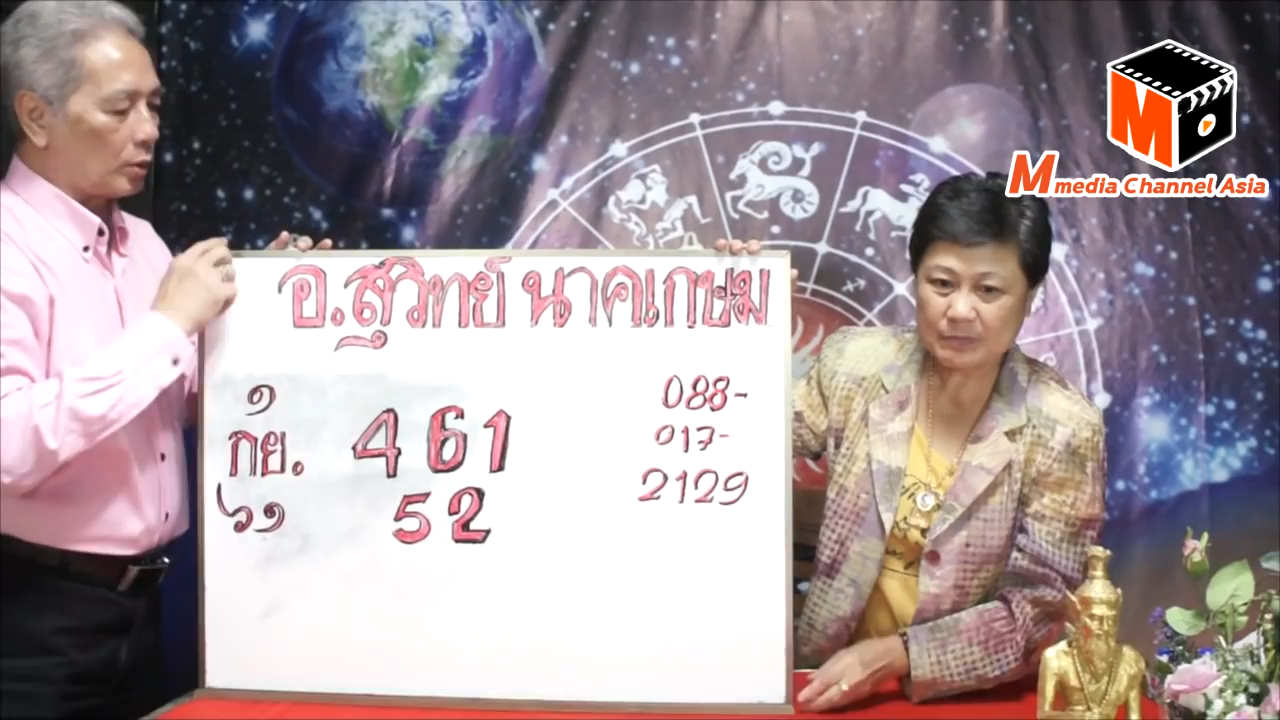 M
M media Channel Asia
อ.สุวิทย์ นาคเกษม
๑
กย.
๖๑
461
52
088-
017-
2129